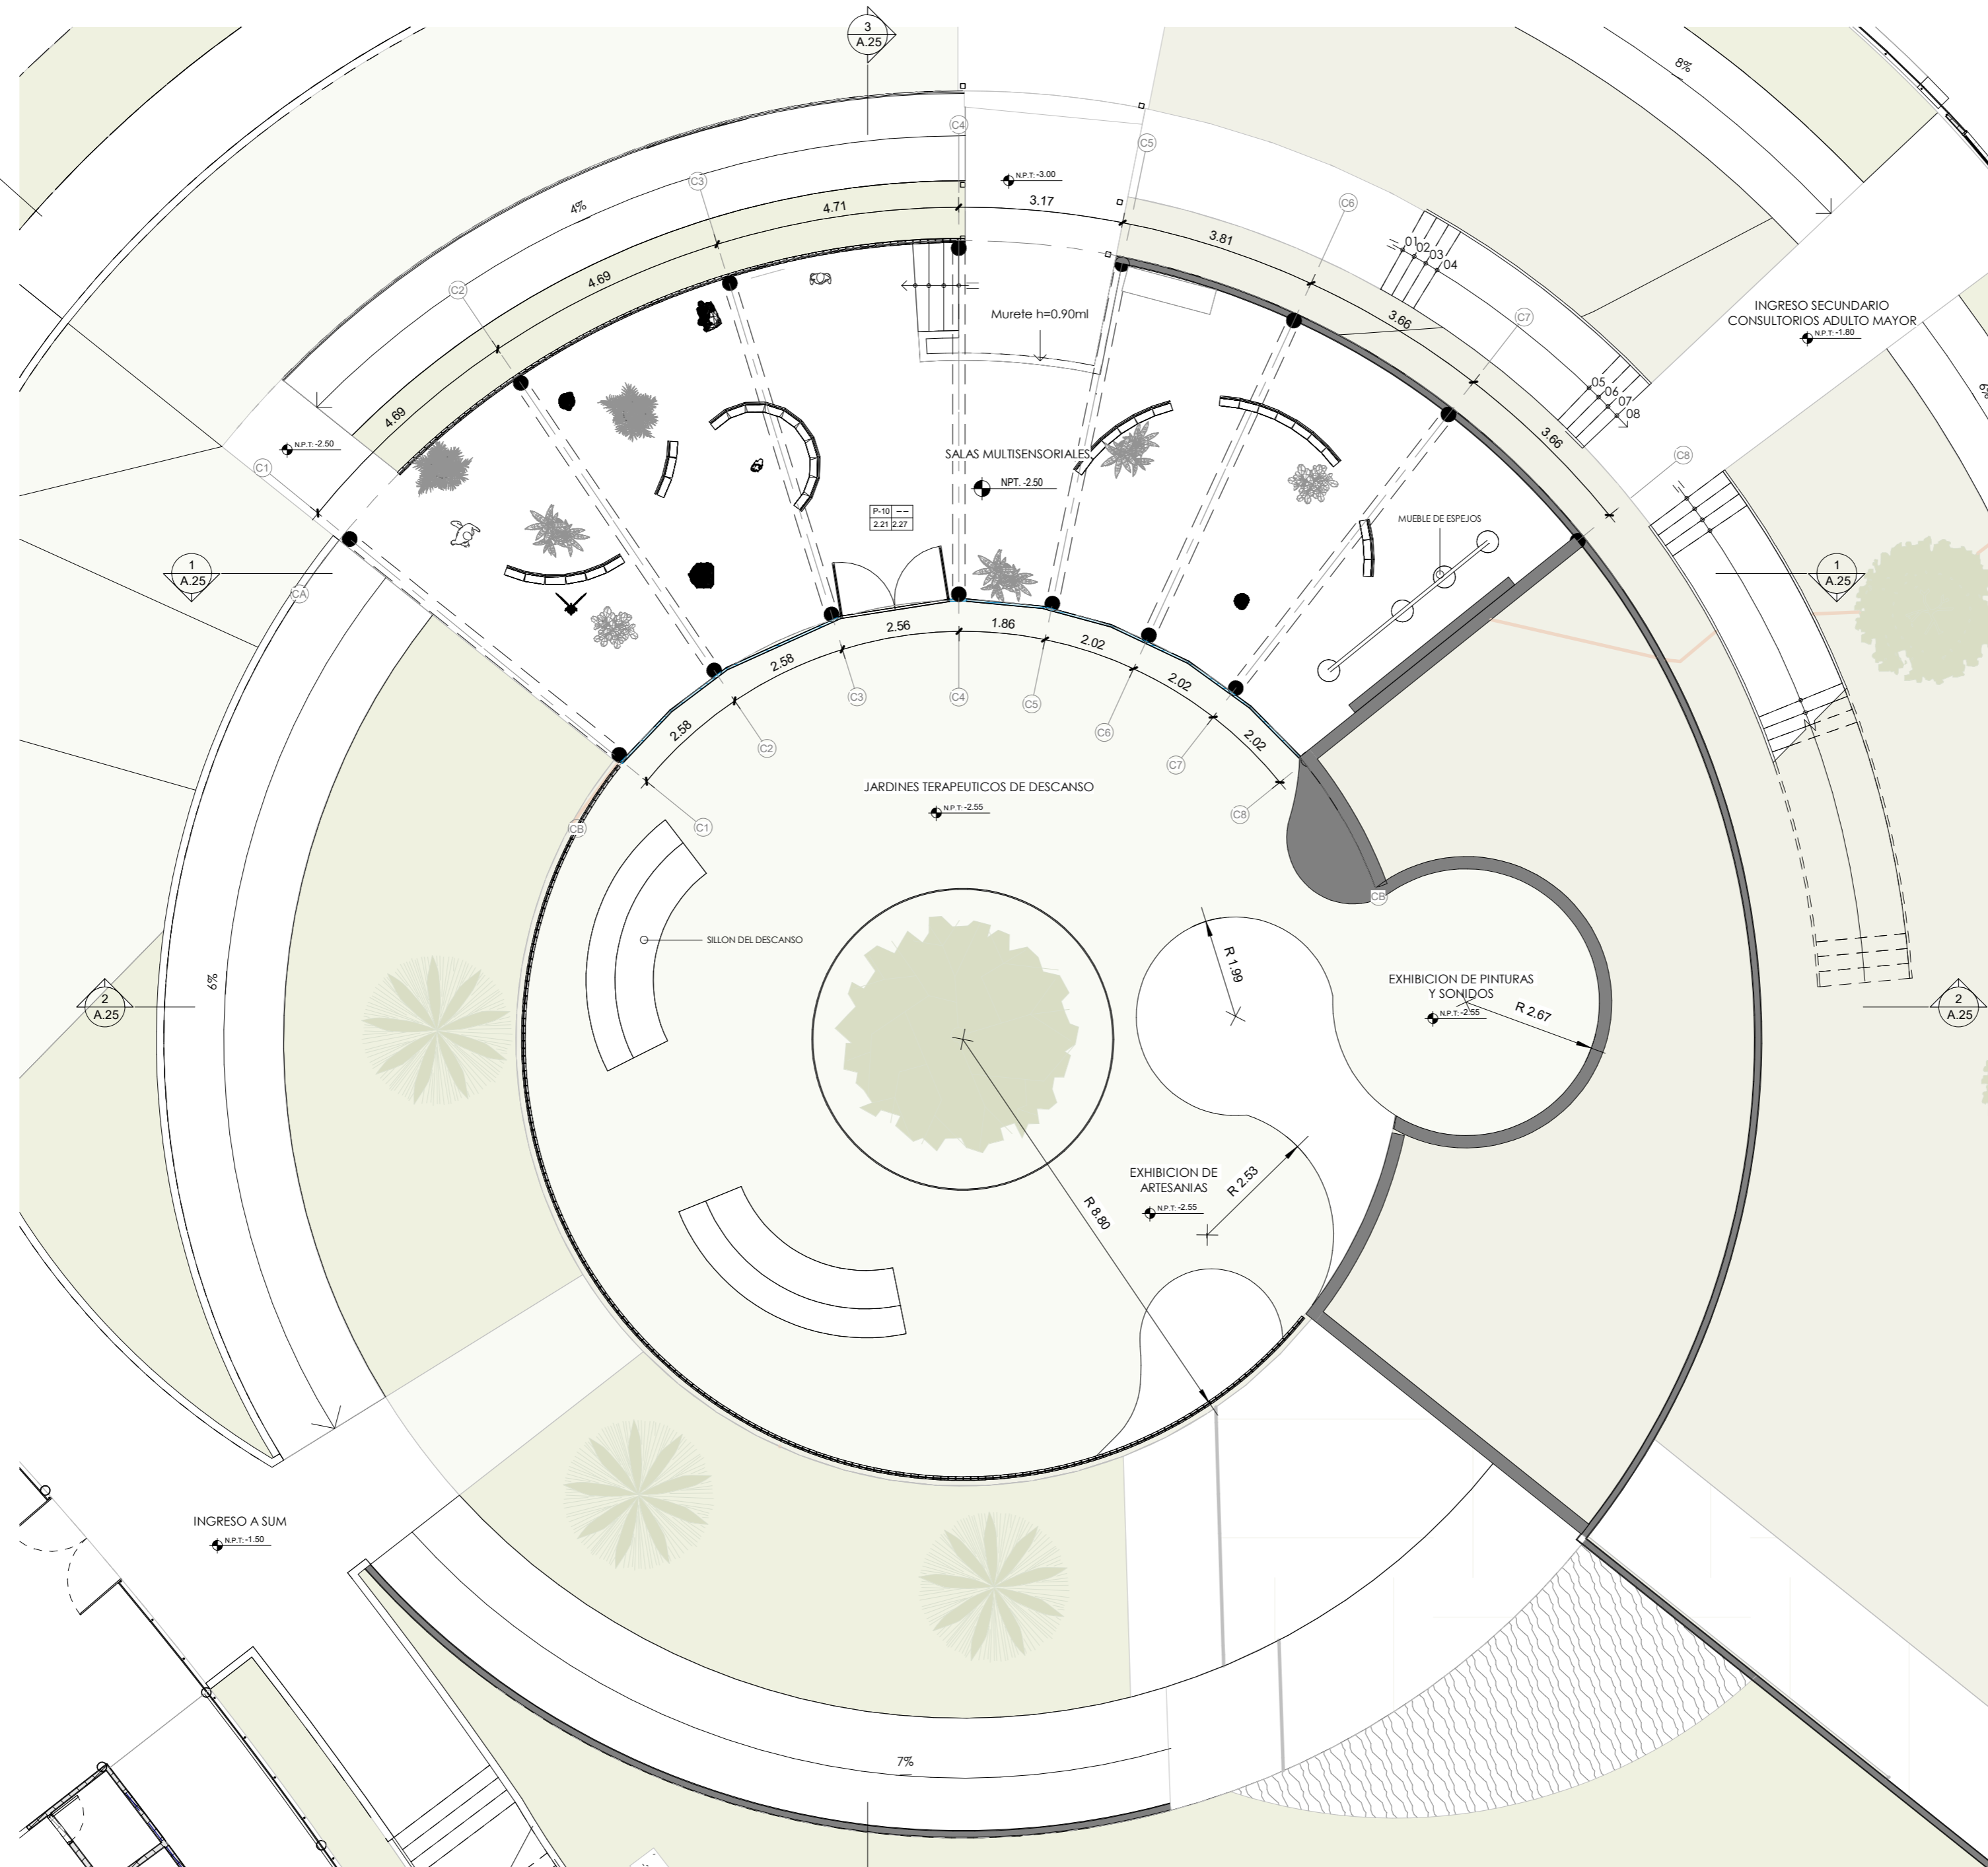 3
A.25
8%
C4
C5
N.P.T: -3.00
C3
4%
4.71
3.17
C6
3.81
01
02
03
04
4.69
C2
Murete h=0.90ml
INGRESO SECUNDARIO
CONSULTORIOS ADULTO MAYOR
N.P.T: -1.80
3.66
C7
05
06
07
08
4.69
N.P.T: -2.50
3.66
C1
SALAS MULTISENSORIALES
NPT. -2.50
C8
P-10 --
2.21 2.27
MUEBLE DE ESPEJOS
1
A.25
1
A.25
CA
2.56
1.86
2.02
2.58
2.02
C3
C4
C5
2.58
C2
C6
2.02
C7
JARDINES TERAPEUTICOS DE DESCANSO
N.P.T: -2.55
CB
C1
C8
CB
SILLON DEL DESCANSO
R 1.99
EXHIBICION DE PINTURAS
Y SONIDOS
N.P.T: -2.55
R 2.67
6%
2
A.25
2
A.25
EXHIBICION DE
ARTESANIAS
N.P.T: -2.55
R 2.53
R 8.80
INGRESO A SUM
N.P.T: -1.50
7%